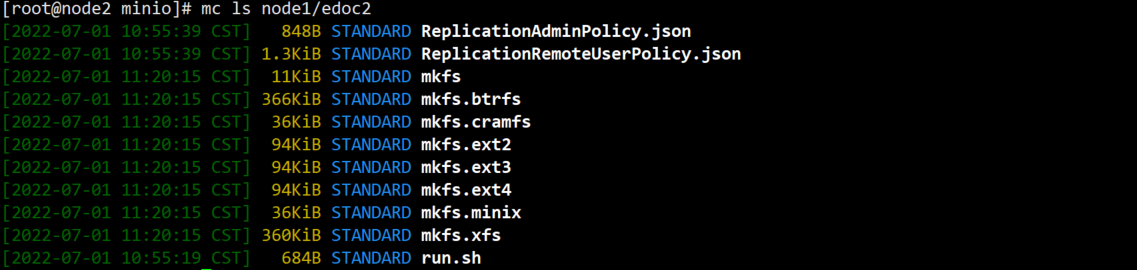 [root@node2 minio]# mc ls node1/edoc2
[2022-07-01 10:55:39 CST]   848B STANDARD ReplicationAdminPolicy.json
[2022-07-01 10:55:39 CST] 1.3KiB STANDARD ReplicationRemoteUserPolicy.json
[2022-07-01 11:20:15 CST]  11KiB STANDARD mkfs
[2022-07-01 11:20:15 CST] 366KiB STANDARD mkfs.btrfs
[2022-07-01 11:20:15 CST]  36KiB STANDARD mkfs.cramfs
[2022-07-01 11:20:15 CST]  94KiB STANDARD mkfs.ext2
[2022-07-01 11:20:15 CST]  94KiB STANDARD mkfs.ext3
[2022-07-01 11:20:15 CST]  94KiB STANDARD mkfs.ext4
[2022-07-01 11:20:15 CST]  36KiB STANDARD mkfs.minix
[2022-07-01 11:20:15 CST] 360KiB STANDARD mkfs.xfs
[2022-07-01 10:55:19 CST]   684B STANDARD run.sh